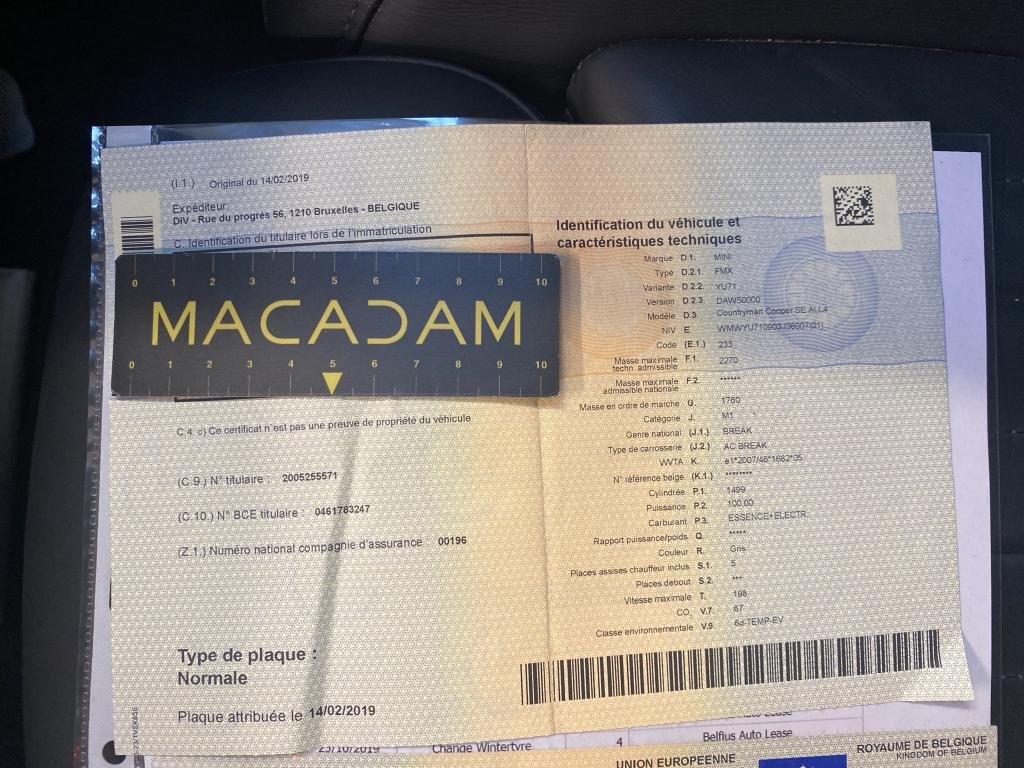 (I.1.) Original du 14/02/2019
Expéditeur:
DIV - Rue du progrès 56, 1210 Bruxelles - BELGIQUE
C. Identification du titulaire lors de l'immatriculation
0 1 2 3 4 5 6 7 8 9 10
MACADAM
0 1 2 3 4 5 6 7 8 9 10
C.4. c) Ce certificat n'est pas une preuve de propriété du véhicule
(C.9.) N° titulaire : 2005255571
(C.10.) N° BCE titulaire : 0461783247
(Z.1.) Numéro national compagnie d'assurance : 00196
Type de plaque :
Normale
Plaque attribuée le 14/02/2019
Identification du véhicule et
caractéristiques techniques
Marque D.1. MINI
Type D.2.1. FMX
Variante D.2.2. YU71
Version D.2.3. DAW50000
Modèle D.3. Countryman Cooper SE ALL4
NIV E WMWYU710903J36007(01)
Code (E.1.) 233
Masse maximale
techn. admissible F.1. 2270
Masse maximale
admissible nationale F.2. ******
Masse en ordre de marche G. 1760
Catégorie J. M1
Genre national (J.1.) BREAK
Type de carrosserie (J.2.) AC BREAK
WVTA K. e1*2007/46*1682*05
N° référence belge (K.1.) ********
Cylindrée P.1. 1499
Puissance P.2. 100.00
Carburant P.3. ESSENCE+ELECTR.
Rapport puissance/poids Q. *****
Couleur R. Gris
Places assises chauffeur inclus S.1. 5
Places debout S.2. ***
Vitesse maximale T. 198
CO₂ V.7. 67
Classe environnementale V.9. 6d-TEMP-EV
23/10/2019 Change Wintertyre 4 Belfius Auto Lease
UNION EUROPEENNE
ROYAUME DE BELGIQUE
KINGDOM OF BELGIUM